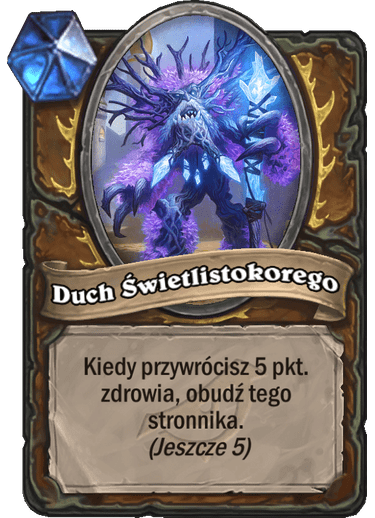 Duch Świetlistokorego
Kiedy przywrócisz 5 pkt.
zdrowia, obudź tego
stronnika.
(Jeszcze 5)